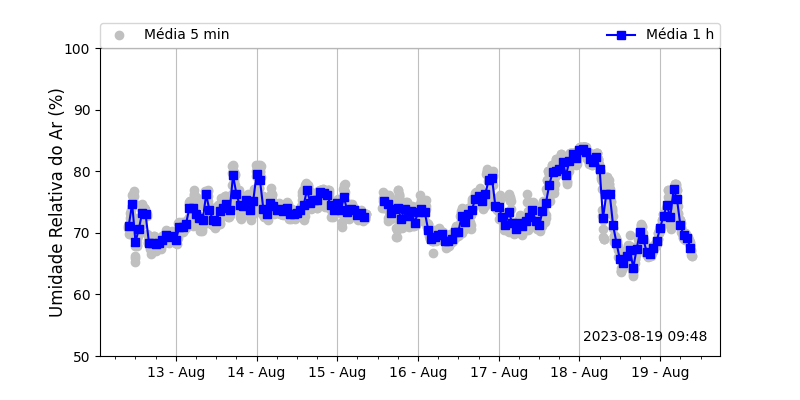 Média 5 min
Média 1 h
Umidade Relativa do Ar (%)
100
90
80
70
60
50
2023-08-19 09:48
13 - Aug
14 - Aug
15 - Aug
16 - Aug
17 - Aug
18 - Aug
19 - Aug